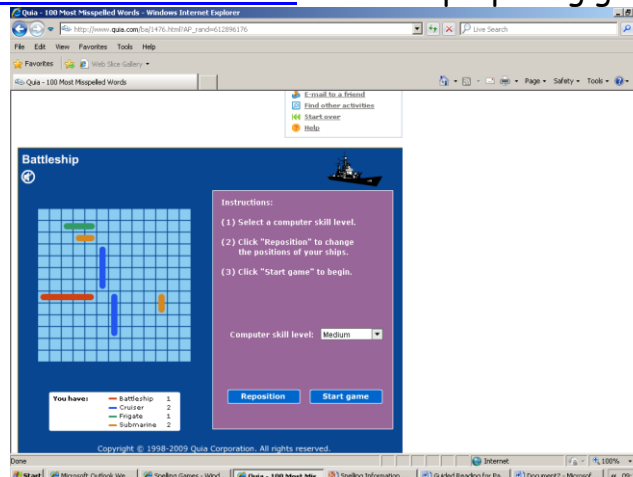 Quia - 100 Most Misspelled Words - Windows Internet Explorer
http://www.quia.com/ba/1476.html?AP_rand=612896176
Live Search
File Edit View Favorites Tools Help
Favorites Web Slice Gallery
Quia - 100 Most Misspelled Words
Page Safety Tools
E-mail to a friend
Find other activities
Start over
Help
Battleship
Instructions:
(1) Select a computer skill level.
(2) Click "Reposition" to change
the positions of your ships.
(3) Click "Start game" to begin.
Computer skill level: Medium
Reposition Start game
You have: Battleship 1
Cruiser 2
Frigate 1
Submarine 2
Copyright © 1998-2009 Quia Corporation. All rights reserved.
Done Internet 100%
Start Microsoft Outlook We... Spelling Games - Wind... Quia - 100 Most Mis... Spelling Information Guided Reading for Pa... Document2 - Microsof... 09: